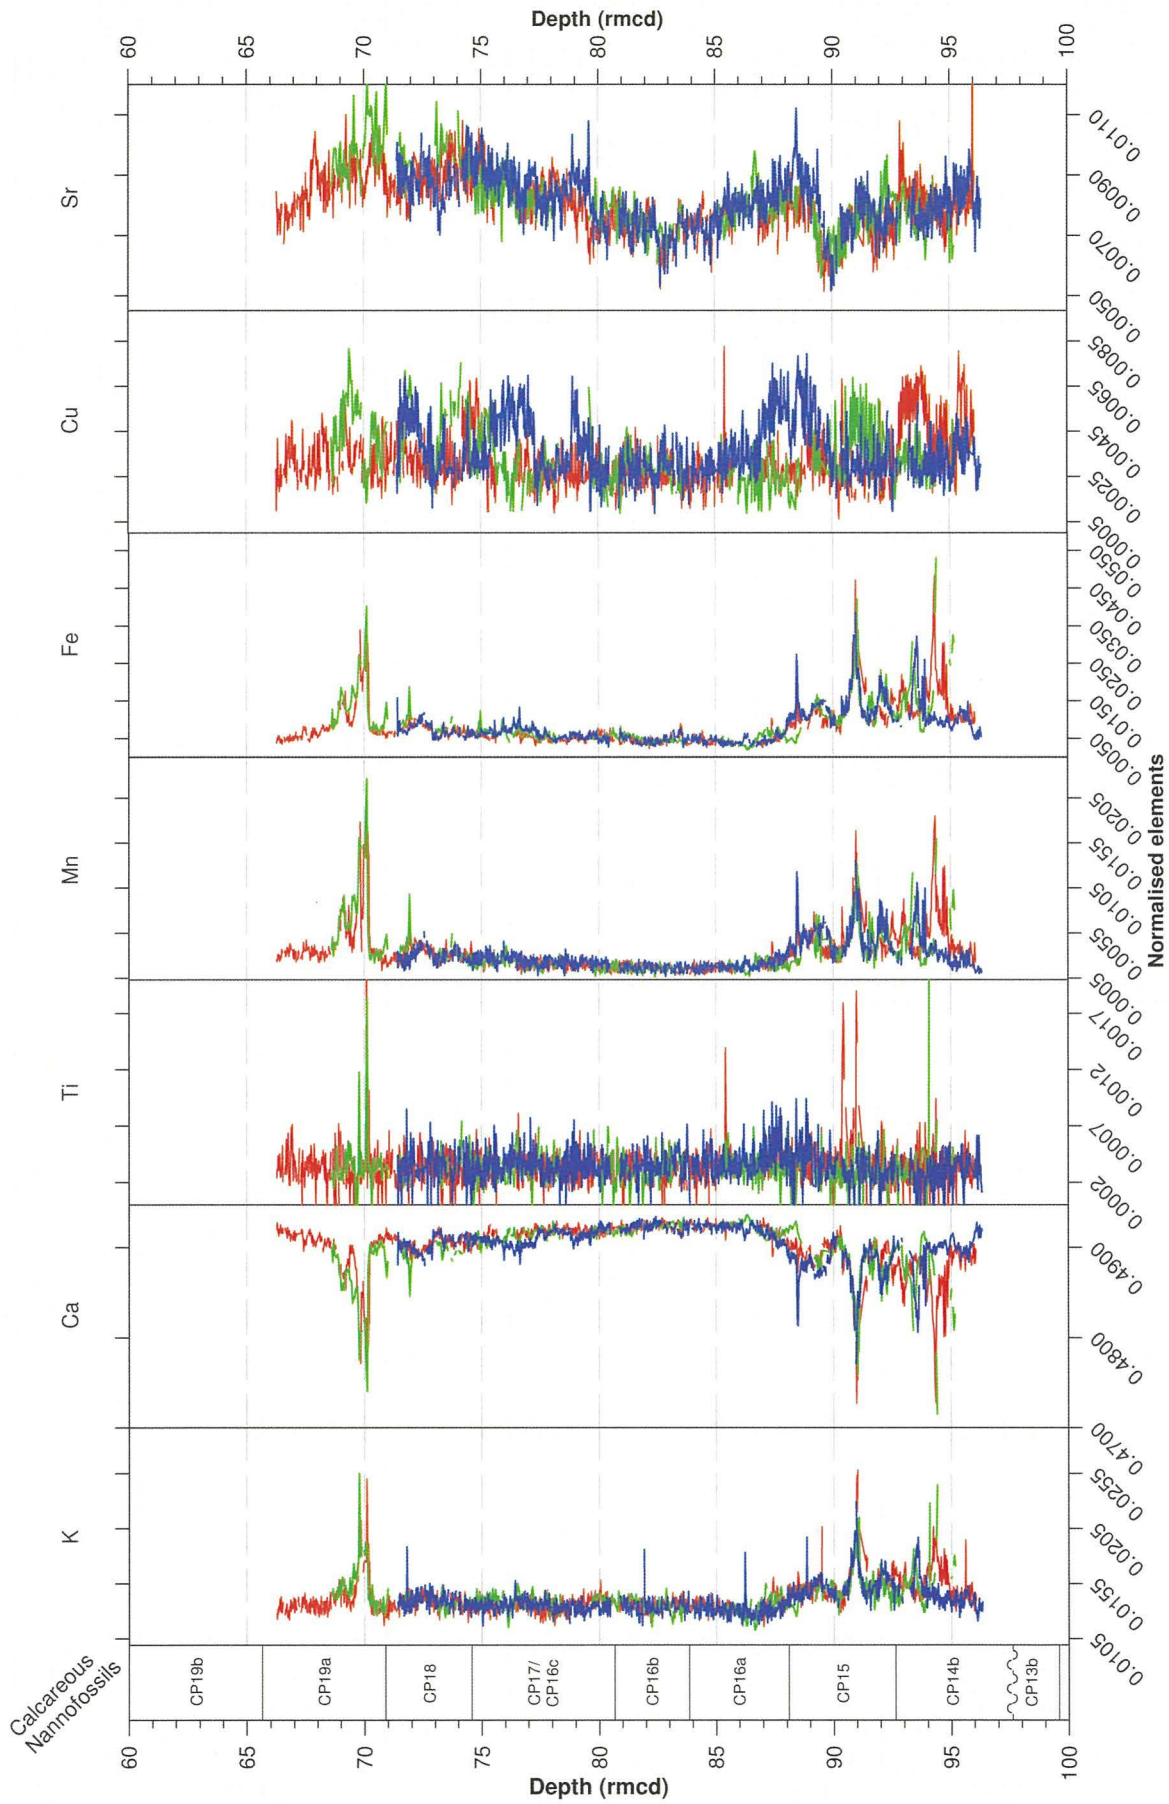 Depth (rmcd)
60
65
70
75
80
85
90
95
100
Sr
0.0110
0.0090
0.0070
0.0050
Cu
0.0085
0.0065
0.0045
0.0025
0.0005
Fe
0.0550
0.0450
0.0350
0.0250
0.0150
0.0050
Mn
0.0205
0.0155
0.0105
0.0055
0.0005
Ti
0.0017
0.0012
0.0007
0.0002
Ca
0.4900
0.4800
0.4700
K
0.0255
0.0205
0.0155
0.0105
Normalised elements
Calcareous
Nannofossils
CP19b
CP19a
CP18
CP17/
CP16c
CP16b
CP16a
CP15
CP14b
CP13b
60
65
70
75
80
85
90
95
100
Depth (rmcd)